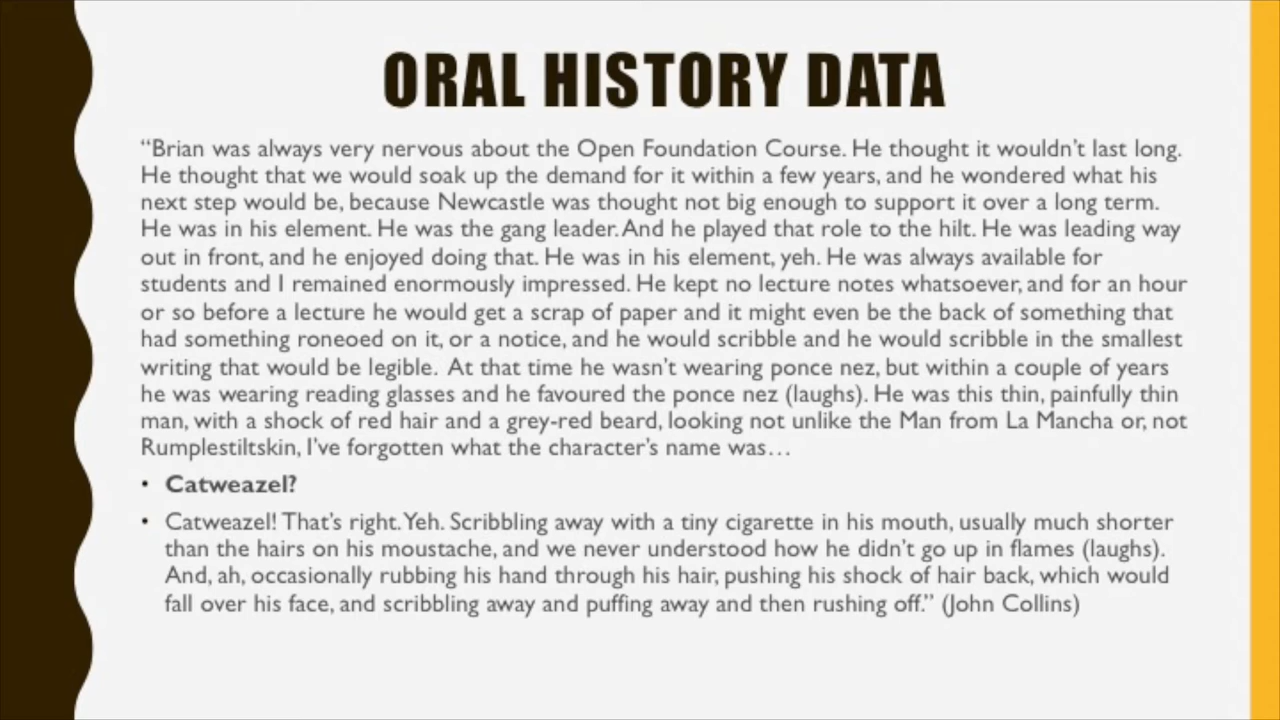 ORAL HISTORY DATA
“Brian was always very nervous about the Open Foundation Course. He thought it wouldn’t last long.
He thought that we would soak up the demand for it within a few years, and he wondered what his
next step would be, because Newcastle was thought not big enough to support it over a long term.
He was in his element. He was the gang leader. And he played that role to the hilt. He was leading way
out in front, and he enjoyed doing that. He was in his element, yeh. He was always available for
students and I remained enormously impressed. He kept no lecture notes whatsoever, and for an hour
or so before a lecture he would get a scrap of paper and it might even be the back of something that
had something roneoed on it, or a notice, and he would scribble and he would scribble in the smallest
writing that would be legible. At that time he wasn’t wearing ponce nez, but within a couple of years
he was wearing reading glasses and he favoured the ponce nez (laughs). He was this thin, painfully thin
man, with a shock of red hair and a grey-red beard, looking not unlike the Man from La Mancha or, not
Rumplestiltskin, I’ve forgotten what the character’s name was…
• Catweazel?
• Catweazel! That’s right. Yeh. Scribbling away with a tiny cigarette in his mouth, usually much shorter
than the hairs on his moustache, and we never understood how he didn’t go up in flames (laughs).
And, ah, occasionally rubbing his hand through his hair, pushing his shock of hair back, which would
fall over his face, and scribbling away and puffing away and then rushing off.” (John Collins)